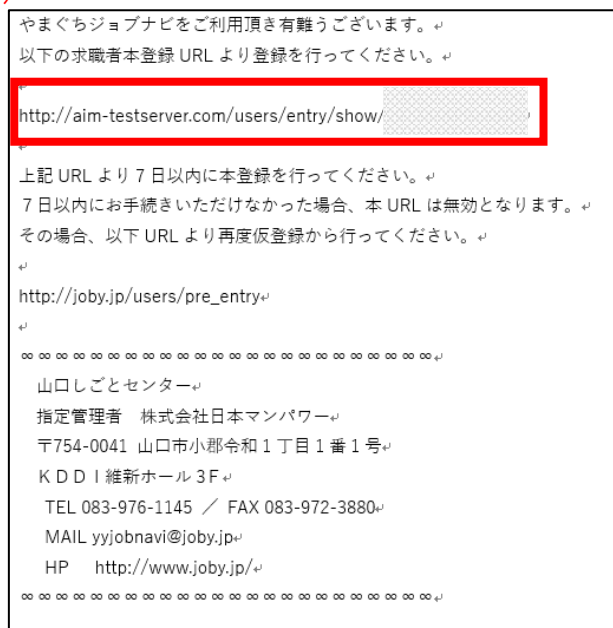 やまぐちジョブナビをご利用頂き有難うございます。
以下の求職者本登録 URL より登録を行ってください。
http://aim-testserver.com/users/entry/show/
上記 URL より７日以内に本登録を行ってください。
７日以内にお手続きいただけなかった場合、本 URL は無効となります。
その場合、以下 URL より再度仮登録から行ってください。
http://joby.jp/users/pre_entry
∞∞∞∞∞∞∞∞∞∞∞∞∞∞∞∞∞∞∞∞∞∞∞∞
山口しごとセンター
指定管理者　株式会社日本マンパワー
〒754-0041 山口市小郡令和１丁目１番１号
ＫＤＤＩ維新ホール３F
TEL 083-976-1145 ／ FAX 083-972-3880
MAIL yyjobnavi@joby.jp
HP　http://www.joby.jp/
∞∞∞∞∞∞∞∞∞∞∞∞∞∞∞∞∞∞∞∞∞∞∞∞